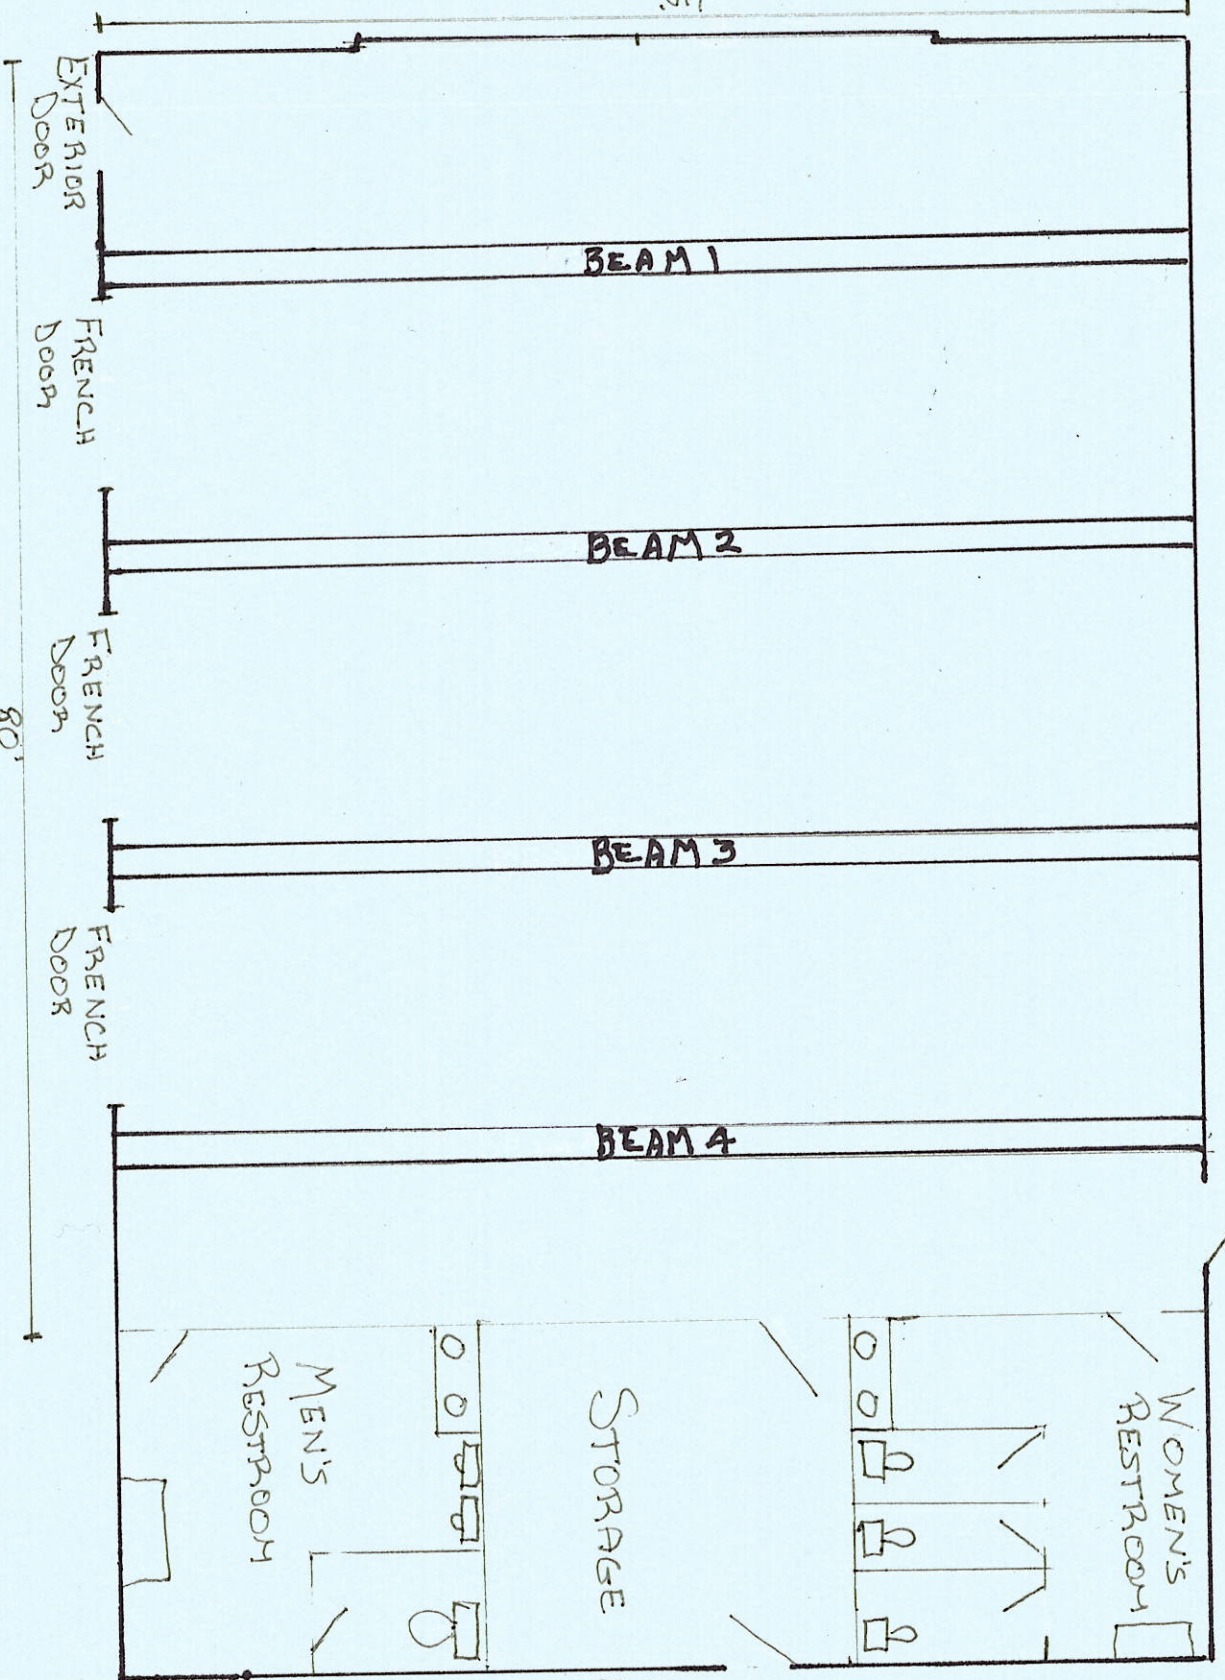 EXTERIOR
DOOR
BEAM 1
FRENCH
DOOR
BEAM 2
FRENCH
DOOR
80'
BEAM 3
FRENCH
DOOR
BEAM 4
MEN'S
RESTROOM
STORAGE
WOMEN'S
RESTROOM